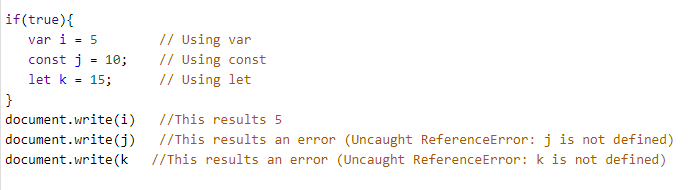 if(true){
   var i = 5        // Using var
   const j = 10;    // Using const
   let k = 15;      // Using let
}
document.write(i)   //This results 5
document.write(j)   //This results an error (Uncaught ReferenceError: j is not defined)
document.write(k   //This results an error (Uncaught ReferenceError: k is not defined)